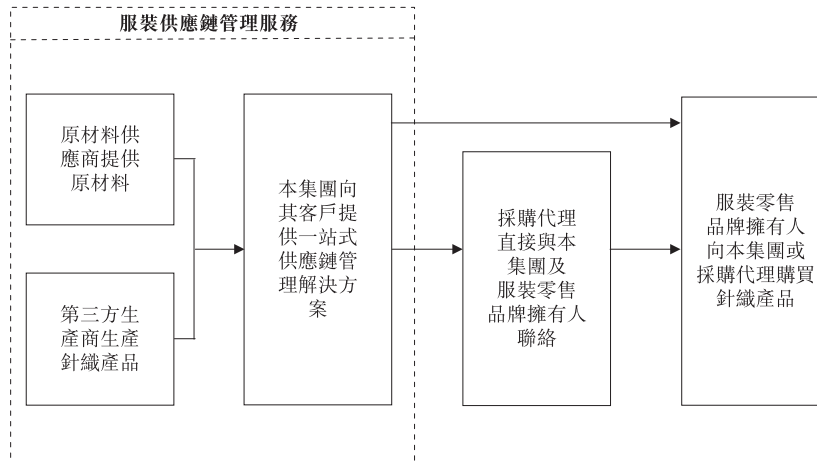 服裝供應鏈管理服務
原材料供
應商提供
原材料
第三方生
產商生產
針織產品
本集團向
其客戶提
供一站式
供應鏈管
理解決方
案
採購代理
直接與本
集團及
服裝零售
品牌擁有人
聯絡
服裝零售
品牌擁有人
向本集團或
採購代理購買
針織產品